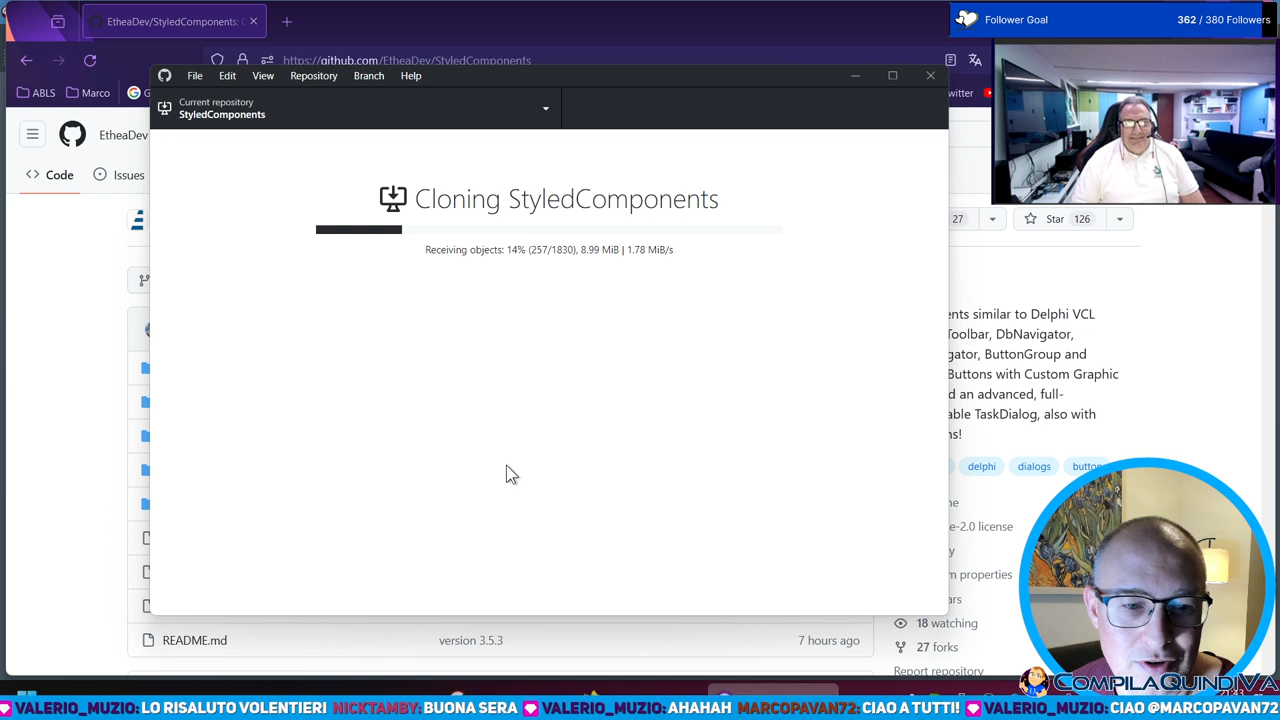 EtheaDev/StyledComponents: C
Follower Goal
362 / 380 Followers
https://github.com/EtheaDev/StyledComponents
File Edit View Repository Branch Help
ABLS
Marco
witter
Current repository
StyledComponents
EtheaDev
Code
Issues
Cloning StyledComponents
27
Star 126
Receiving objects: 14% (257/1830), 8.99 MiB | 1.78 MiB/s
ents similar to Delphi VCL
Toolbar, DbNavigator,
gator, ButtonGroup and
Buttons with Custom Graphic
d an advanced, full-
able TaskDialog, also with
ns!
delphi
dialogs
button
me
e-2.0 license
y
m properties
ars
18 watching
27 forks
Report repository
README.md
version 3.5.3
7 hours ago
CompilaQuindiVa
VALERIO_MUZIO: LO RISALUTO VOLENTIERI NICKTAMBY: BUONA SERA VALERIO_MUZIO: AHAHAH MARCOPAVAN72: CIAO A TUTTI! VALERIO_MUZIO: CIAO @MARCOPAVAN72